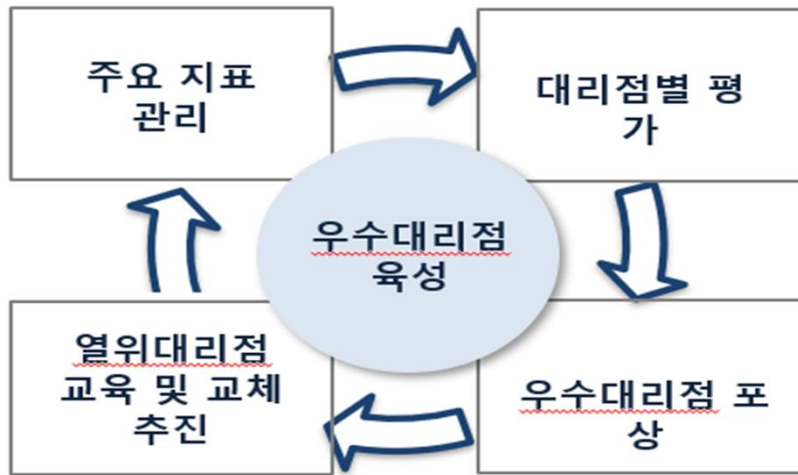 주요 지표
관리
대리점별 평
가
우수대리점
육성
열위대리점
교육 및 교체
추진
우수대리점 포
상